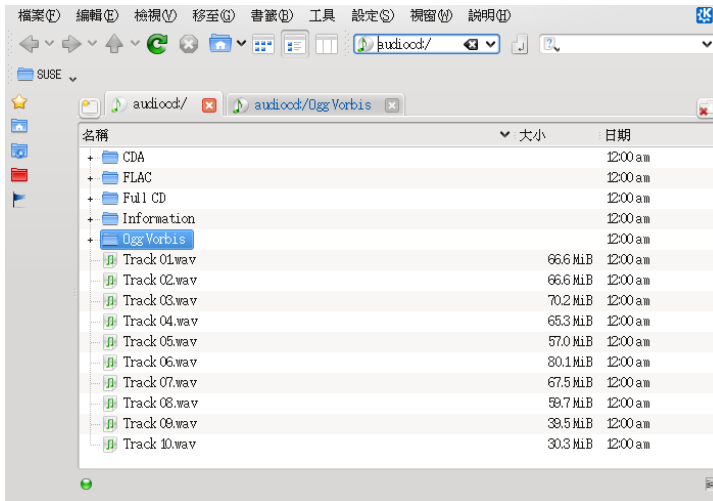 檔案(F) 編輯(E) 檢視(V) 移至(G) 書籤(B) 工具 設定(S) 視窗(W) 說明(H)
audiocd:/
SUSE
audiocd:/ audiocd:/Ogg Vorbis
名稱 大小 日期
CDA 12:00 am
FLAC 12:00 am
Full CD 12:00 am
Information 12:00 am
Ogg Vorbis 12:00 am
Track 01.wav 66.6 MiB 12:00 am
Track 02.wav 66.6 MiB 12:00 am
Track 03.wav 70.2 MiB 12:00 am
Track 04.wav 65.3 MiB 12:00 am
Track 05.wav 57.0 MiB 12:00 am
Track 06.wav 80.1 MiB 12:00 am
Track 07.wav 67.5 MiB 12:00 am
Track 08.wav 59.7 MiB 12:00 am
Track 09.wav 39.5 MiB 12:00 am
Track 10.wav 30.3 MiB 12:00 am